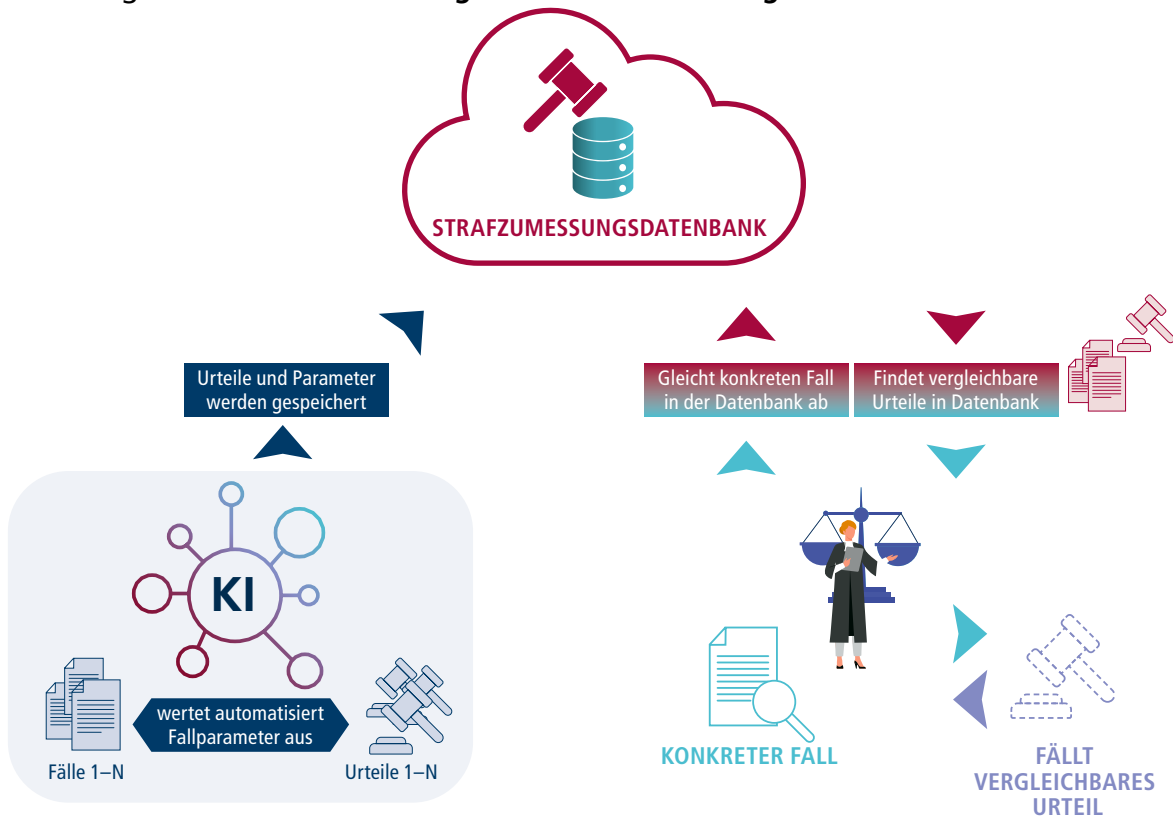 STRAFZUMESSUNGSDATENBANK
Urteile und Parameter
werden gespeichert
Gleicht konkreten Fall
in der Datenbank ab
Findet vergleichbare
Urteile in Datenbank
KI
wertet automatisiert
Fallparameter aus
Fälle 1–N
Urteile 1–N
KONKRETER FALL
FÄLLT
VERGLEICHBARES
URTEIL